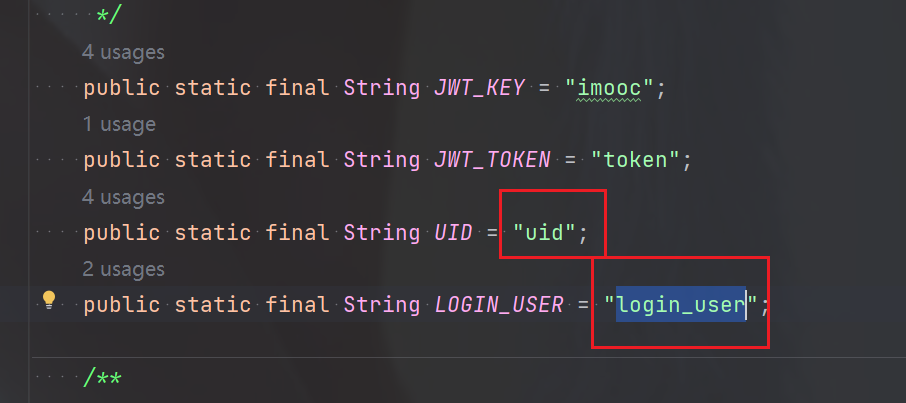 */
4 usages
public static final String JWT_KEY = "imooc";
1 usage
public static final String JWT_TOKEN = "token";
4 usages
public static final String UID = "uid";
2 usages
public static final String LOGIN_USER = "login_user";
/**